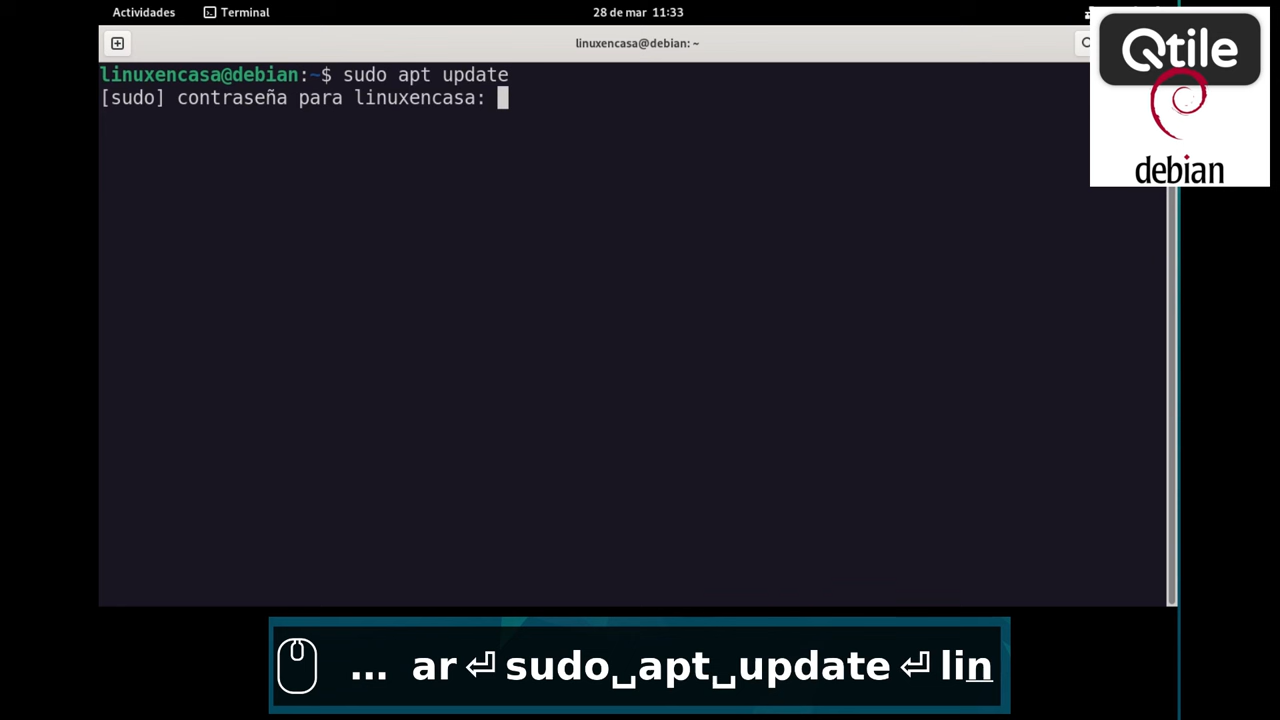 Actividades Terminal 28 de mar 11:33
linuxencasa@debian: ~
Qtile
linuxencasa@debian:~$ sudo apt update
[sudo] contraseña para linuxencasa:
debian
... ar⏎sudo␣apt␣update⏎lin